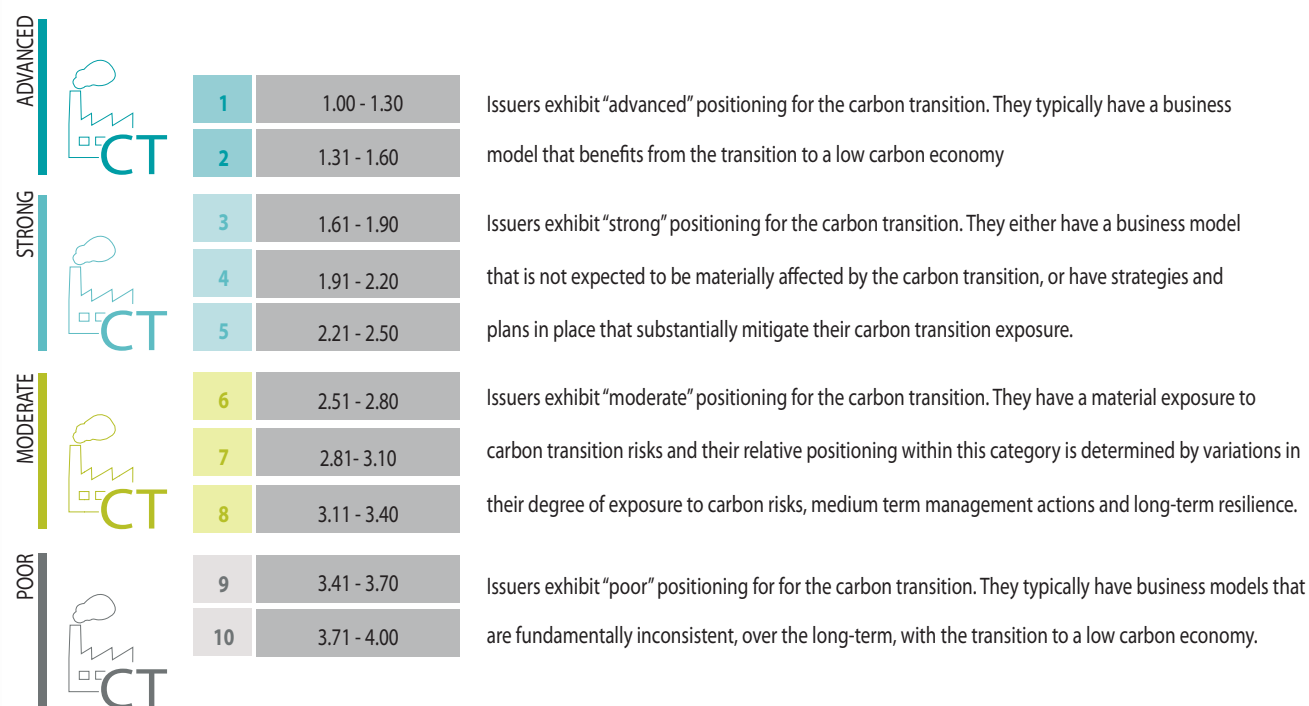 ADVANCED
CT
1 1.00 - 1.30 Issuers exhibit “advanced” positioning for the carbon transition. They typically have a business
2 1.31 - 1.60 model that benefits from the transition to a low carbon economy
STRONG
CT
3 1.61 - 1.90 Issuers exhibit “strong” positioning for the carbon transition. They either have a business model
4 1.91 - 2.20 that is not expected to be materially affected by the carbon transition, or have strategies and
5 2.21 - 2.50 plans in place that substantially mitigate their carbon transition exposure.
MODERATE
CT
6 2.51 - 2.80 Issuers exhibit “moderate” positioning for the carbon transition. They have a material exposure to
7 2.81- 3.10 carbon transition risks and their relative positioning within this category is determined by variations in
8 3.11 - 3.40 their degree of exposure to carbon risks, medium term management actions and long-term resilience.
POOR
CT
9 3.41 - 3.70 Issuers exhibit “poor” positioning for for the carbon transition. They typically have business models that
10 3.71 - 4.00 are fundamentally inconsistent, over the long-term, with the transition to a low carbon economy.